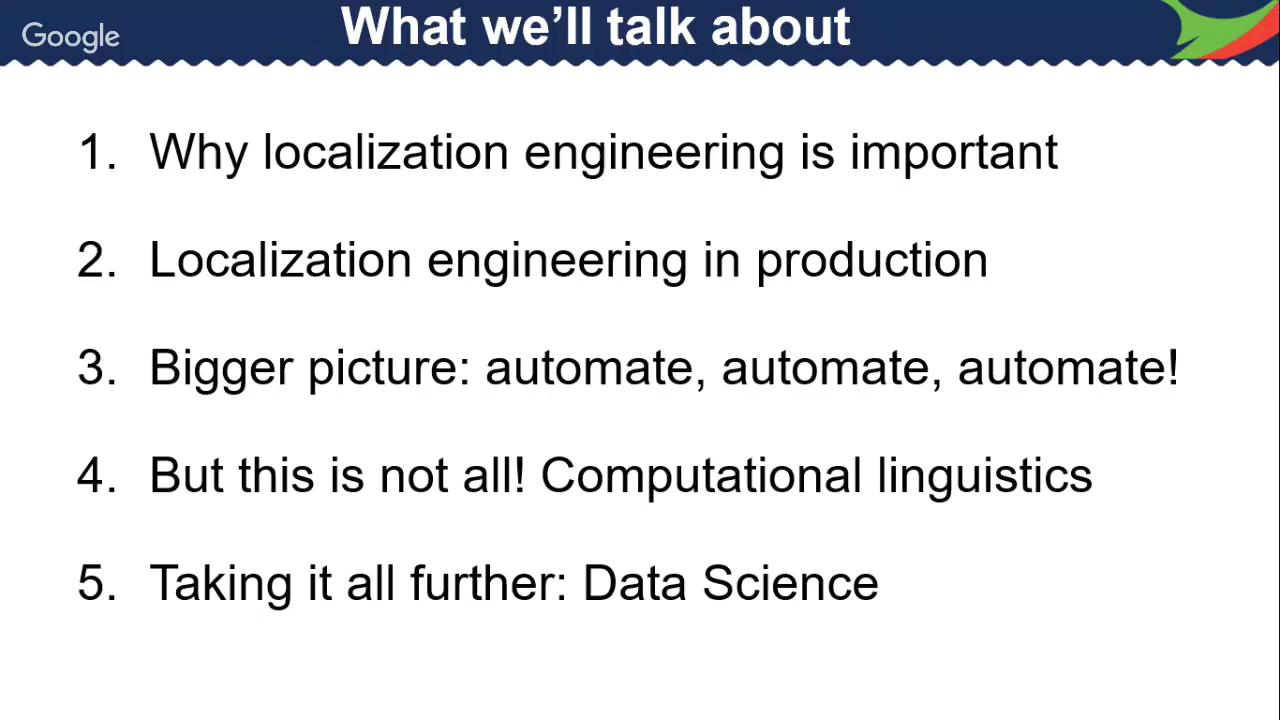 Google
What we'll talk about
1. Why localization engineering is important
2. Localization engineering in production
3. Bigger picture: automate, automate, automate!
4. But this is not all! Computational linguistics
5. Taking it all further: Data Science